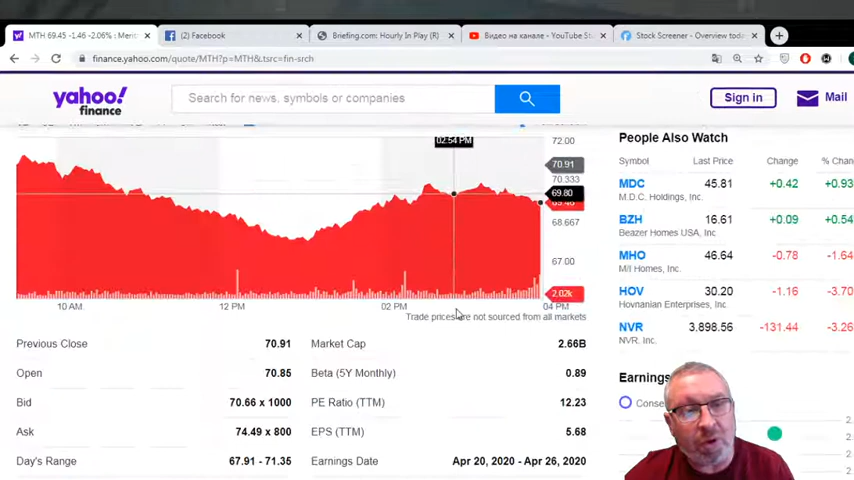 MTH 69.45 -1.46 -2.06% : Merit
(2) Facebook
Briefing.com: Hourly In Play (R)
Видио на канале - YouTube St
Stock Screener - Overview toda
finance.yahoo.com/quote/MTH?p=MTH&.tsrc=fin-srch
yahoo!
finance
Search for news, symbols or companies
Sign in
Mail
02:54 PM
72.00
70.91
70.333
69.80
68.667
67.00
2.02k
10 AM
12 PM
02 PM
04 PM
Trade prices are not sourced from all markets
Previous Close 70.91
Open 70.85
Bid 70.66 x 1000
Ask 74.49 x 800
Day's Range 67.91 - 71.35
Market Cap 2.66B
Beta (5Y Monthly) 0.89
PE Ratio (TTM) 12.23
EPS (TTM) 5.68
Earnings Date Apr 20, 2020 - Apr 26, 2020
People Also Watch
Symbol Last Price Change % Chan
MDC 45.81 +0.42 +0.93
M.D.C. Holdings, Inc.
BZH 16.61 +0.09 +0.54
Beazer Homes USA, Inc.
MHO 46.64 -0.78 -1.64
M/I Homes, Inc.
HOV 30.20 -1.16 -3.70
Hovnanian Enterprises, Inc
NVR 3,898.56 -131.44 -3.26
NVR, Inc.
Earnings
Conse